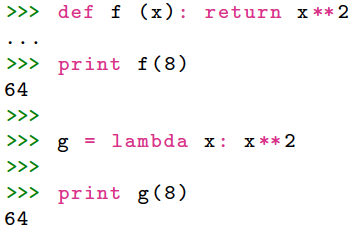 >>> def f (x): return x**2
...
>>> print f(8)
64
>>>
>>> g = lambda x: x**2
>>>
>>> print g(8)
64